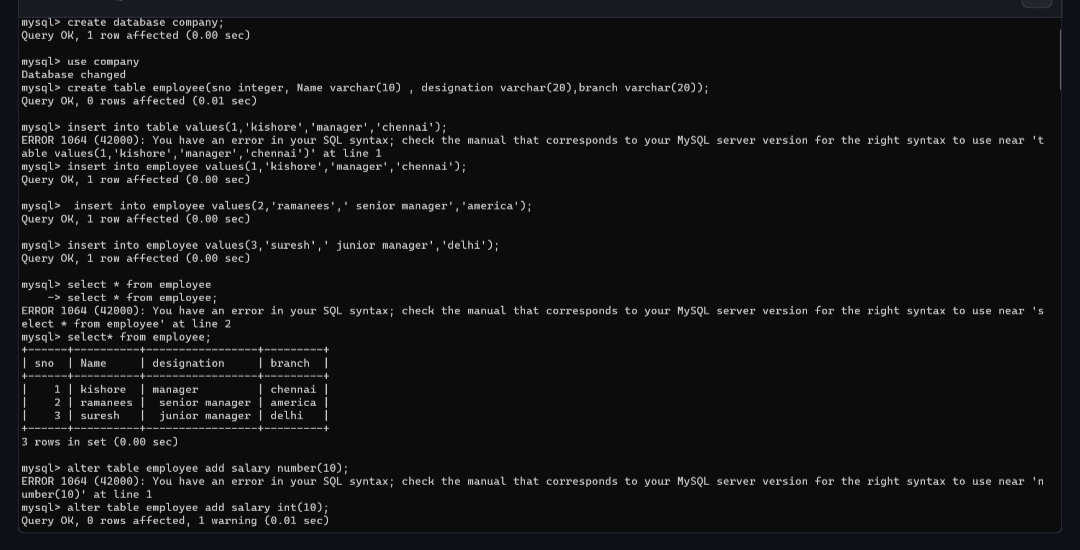 mysql> create database company;
Query OK, 1 row affected (0.00 sec)
mysql> use company
Database changed
mysql> create table employee(sno integer, Name varchar(10) , designation varchar(20),branch varchar(20));
Query OK, 0 rows affected (0.01 sec)
mysql> insert into table values(1,'kishore','manager','chennai');
ERROR 1064 (42000): You have an error in your SQL syntax; check the manual that corresponds to your MySQL server version for the right syntax to use near 't
able values(1,'kishore','manager','chennai')' at line 1
mysql> insert into employee values(1,'kishore','manager','chennai');
Query OK, 1 row affected (0.00 sec)
mysql>  insert into employee values(2,'ramanees',' senior manager','america');
Query OK, 1 row affected (0.00 sec)
mysql> insert into employee values(3,'suresh',' junior manager','delhi');
Query OK, 1 row affected (0.00 sec)
mysql> select * from employee
    -> select * from employee;
ERROR 1064 (42000): You have an error in your SQL syntax; check the manual that corresponds to your MySQL server version for the right syntax to use near 's
elect * from employee' at line 2
mysql> select* from employee;
+------+----------+-----------------+---------+
| sno  | Name     | designation     | branch  |
+------+----------+-----------------+---------+
|    1 | kishore  | manager         | chennai |
|    2 | ramanees |  senior manager | america |
|    3 | suresh   |  junior manager | delhi   |
+------+----------+-----------------+---------+
3 rows in set (0.00 sec)
mysql> alter table employee add salary number(10);
ERROR 1064 (42000): You have an error in your SQL syntax; check the manual that corresponds to your MySQL server version for the right syntax to use near 'n
umber(10)' at line 1
mysql> alter table employee add salary int(10);
Query OK, 0 rows affected, 1 warning (0.01 sec)